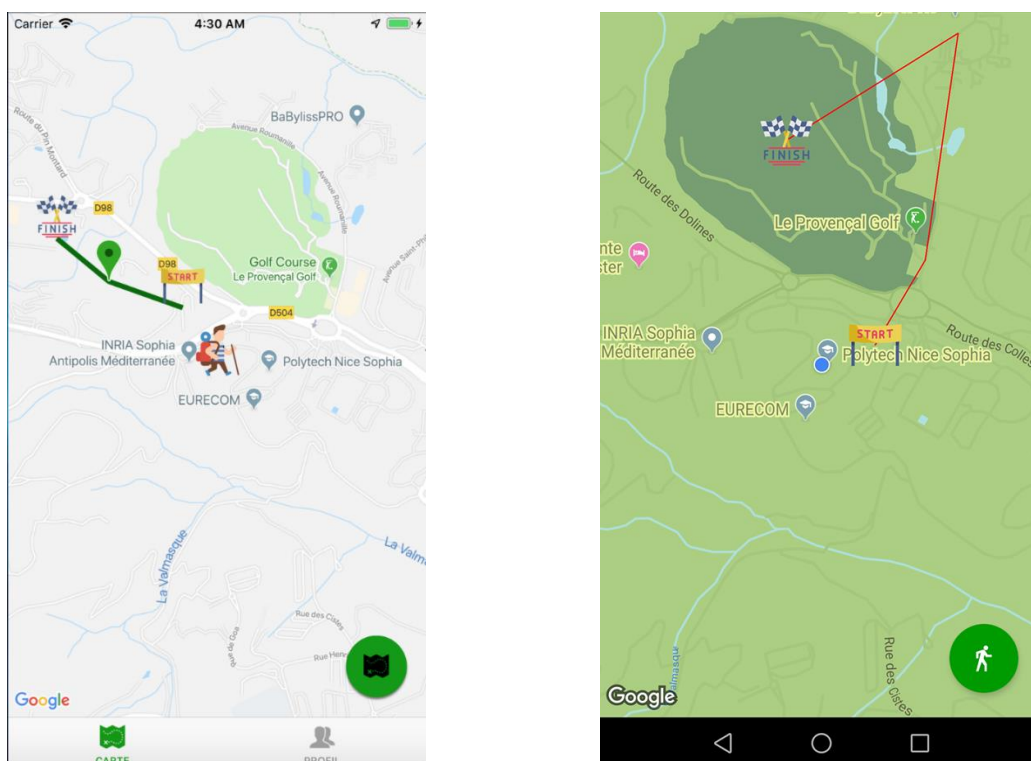 Carrier
4:30 AM
BaBylissPRO
Avenue Roumanille
Route du Pin Montard
Avenue Roumanille
D98
FINISH
D98
START
Golf Course
Le Provençal Golf
D504
INRIA Sophia
Antipolis Méditerranée
Polytech Nice Sophia
EURECOM
La Valmasque
Rue des Cistes
Google
CARTE
PROFIL
FINISH
Route des Dolines
Le Provençal Golf
START
Route des Colles
INRIA Sophia
Méditerranée
Polytech Nice Sophia
EURECOM
Valmasque
Rue des Cistes
Google